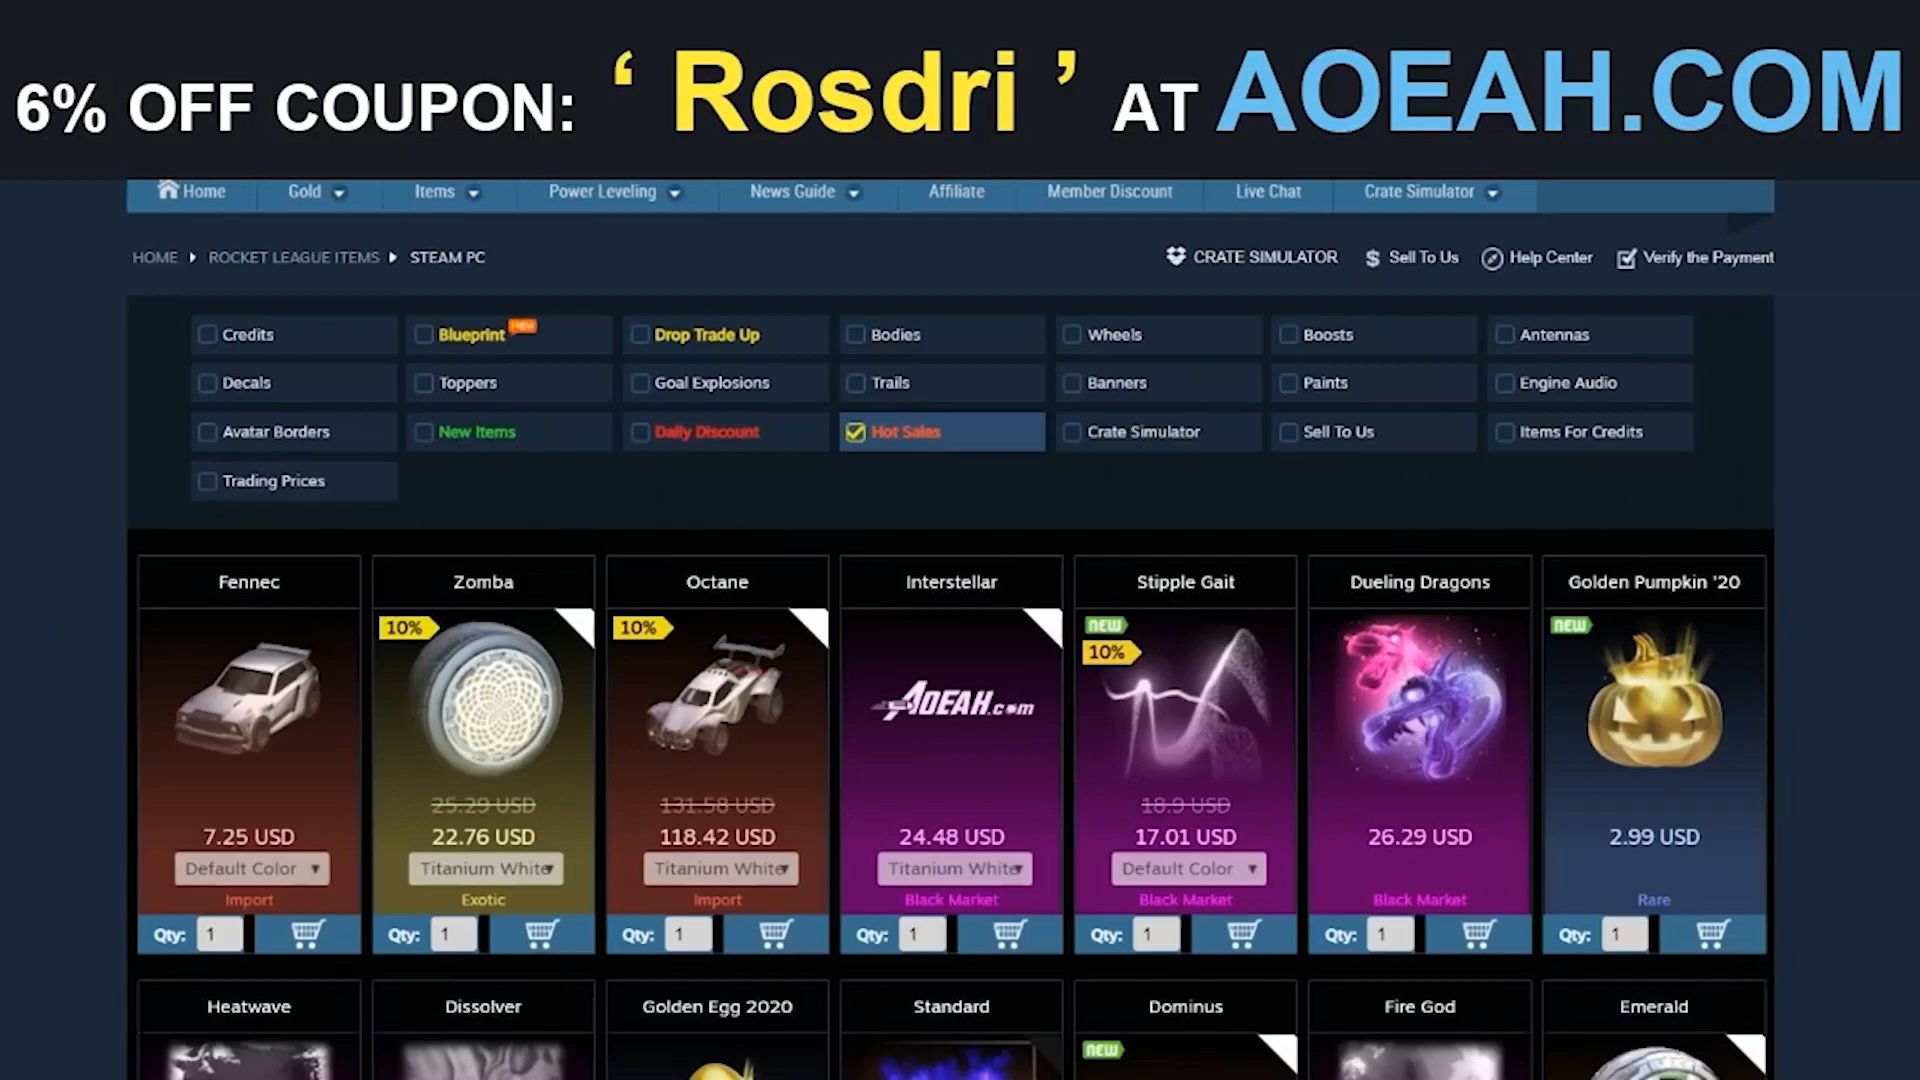 6% OFF COUPON: ‘ Rosdri ’ AT AOEAH.COM
Home Gold Items Power Leveling News Guide Affiliate Member Discount Live Chat Crate Simulator
HOME ROCKET LEAGUE ITEMS STEAM PC CRATE SIMULATOR $ Sell To Us Help Center Verify the Payment
Credits Blueprint New Drop Trade Up Bodies Wheels Boosts Antennas
Decals Toppers Goal Explosions Trails Banners Paints Engine Audio
Avatar Borders New Items Daily Discount Hot Sales Crate Simulator Sell To Us Items For Credits
Trading Prices
Fennec Zomba Octane Interstellar Stipple Gait Dueling Dragons Golden Pumpkin '20
NEW NEW
10% 10% 10%
AOEAH.com
25.29 USD 131.58 USD 18.9 USD
7.25 USD 22.76 USD 118.42 USD 24.48 USD 17.01 USD 26.29 USD 2.99 USD
Default Color Titanium White Titanium White Titanium White Default Color
Import Exotic Import Black Market Black Market Black Market Rare
Qty: 1 Qty: 1 Qty: 1 Qty: 1 Qty: 1 Qty: 1 Qty: 1
Heatwave Dissolver Golden Egg 2020 Standard Dominus Fire God Emerald
NEW